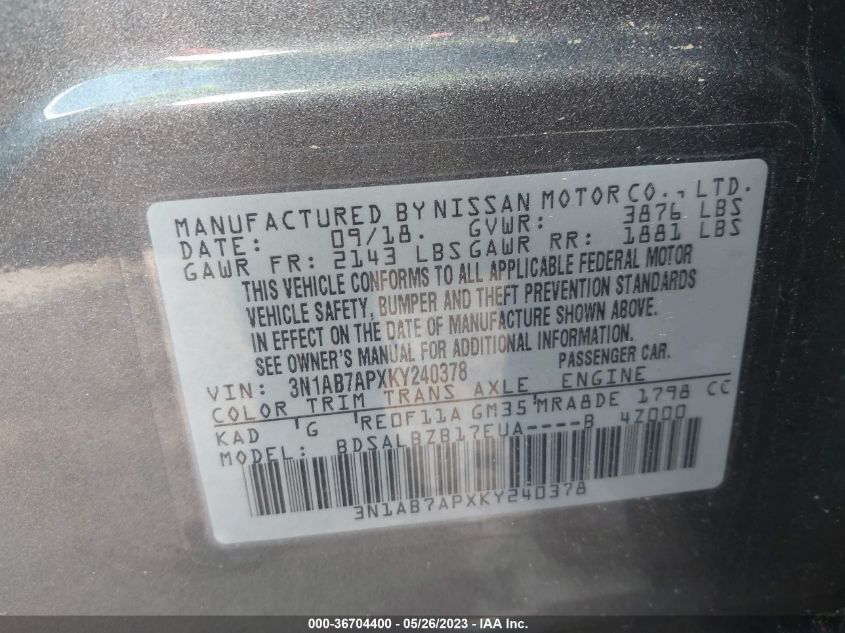 MANUFACTURED BY NISSAN MOTOR CO., LTD.
DATE: 09/18. GVWR: 3876 LBS
GAWR FR: 2143 LBS GAWR RR: 1881 LBS
THIS VEHICLE CONFORMS TO ALL APPLICABLE FEDERAL MOTOR
VEHICLE SAFETY, BUMPER AND THEFT PREVENTION STANDARDS
IN EFFECT ON THE DATE OF MANUFACTURE SHOWN ABOVE.
SEE OWNER'S MANUAL FOR ADDITIONAL INFORMATION.
VIN: 3N1AB7APXKY240378 PASSENGER CAR.
COLOR TRIM TRANS AXLE ENGINE
KAD G RE0F11A GM35 MRA8DE 1798 CC
MODEL: BDSALBZB17EUA----B 4Z000
3N1AB7APXKY240378
000-36704400 - 05/26/2023 - © IAA Inc.